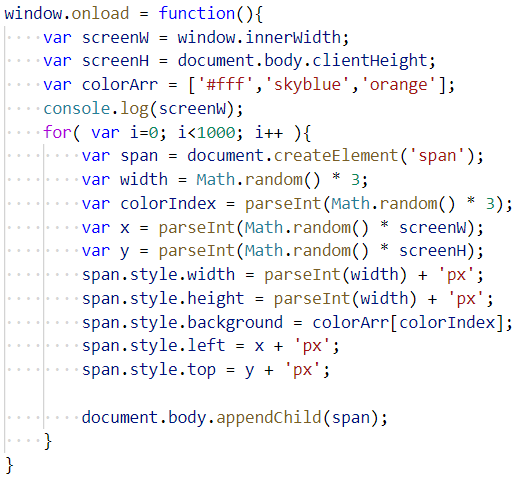 window.onload = function(){
    var screenW = window.innerWidth;
    var screenH = document.body.clientHeight;
    var colorArr = ['#fff','skyblue','orange'];
    console.log(screenW);
    for( var i=0; i<1000; i++ ){
        var span = document.createElement('span');
        var width = Math.random() * 3;
        var colorIndex = parseInt(Math.random() * 3);
        var x = parseInt(Math.random() * screenW);
        var y = parseInt(Math.random() * screenH);
        span.style.width = parseInt(width) + 'px';
        span.style.height = parseInt(width) + 'px';
        span.style.background = colorArr[colorIndex];
        span.style.left = x + 'px';
        span.style.top = y + 'px';

        document.body.appendChild(span);
    }
}